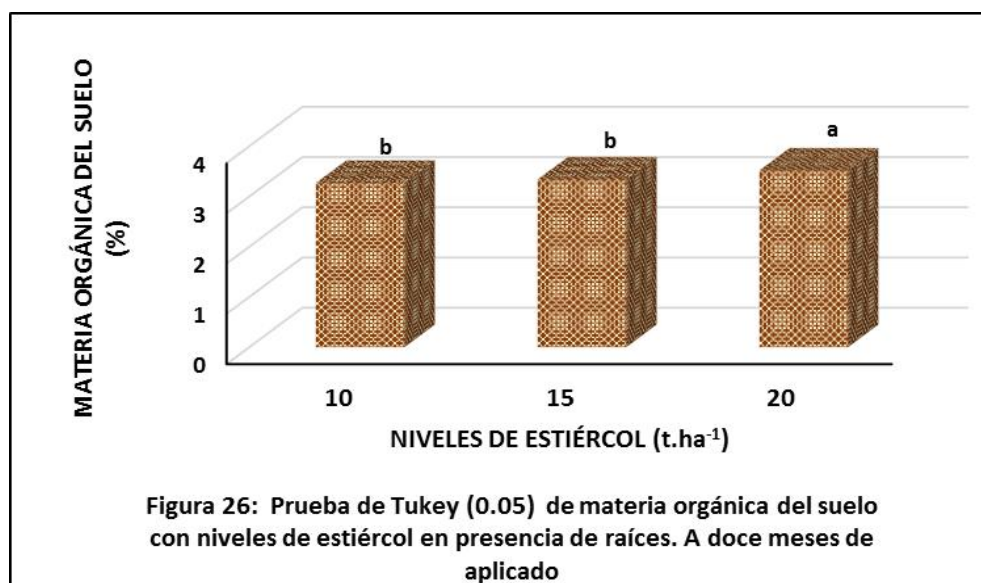 MATERIA ORGÁNICA DEL SUELO
(%)
4
3
2
1
0
b
b
a
10
15
20
NIVELES DE ESTIÉRCOL (t.ha⁻¹)
Figura 26: Prueba de Tukey (0.05) de materia orgánica del suelo
con niveles de estiércol en presencia de raíces. A doce meses de
aplicado